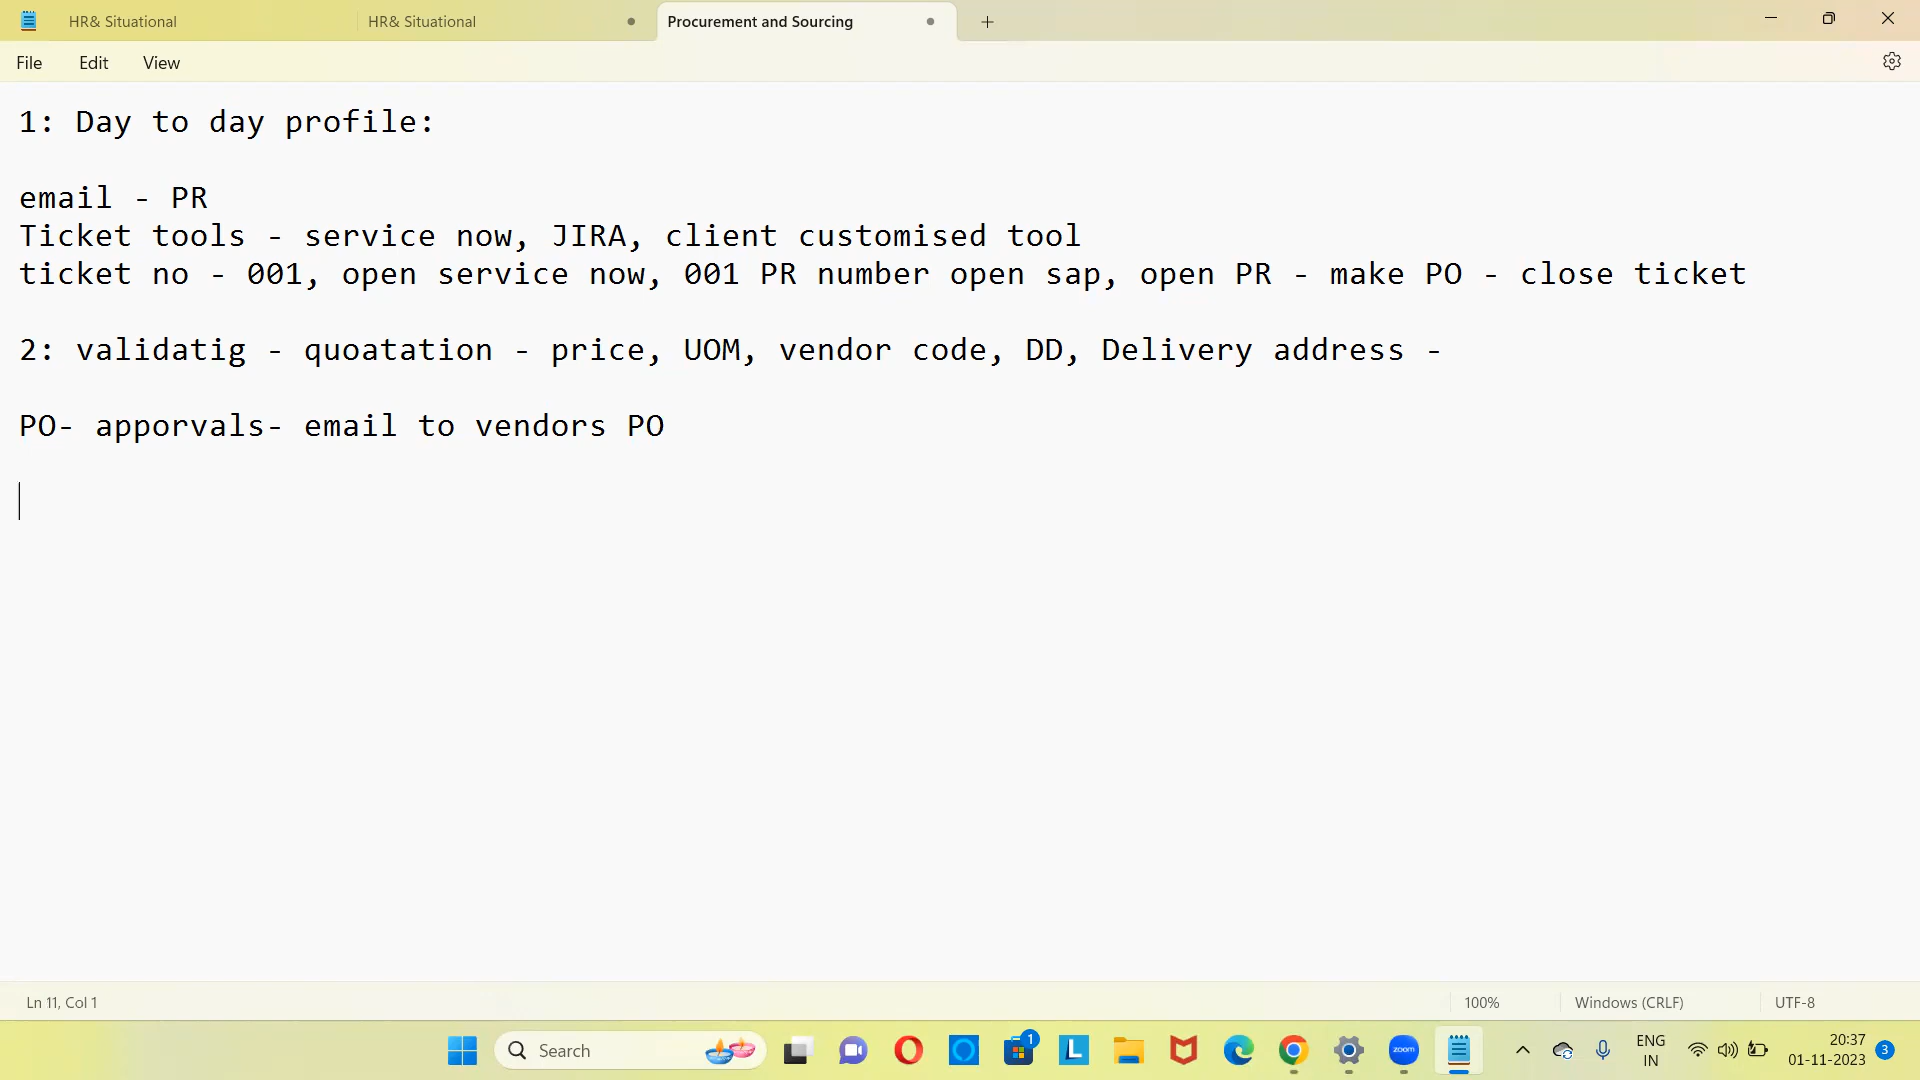 HR& Situational
HR& Situational
Procurement and Sourcing
File Edit View
1: Day to day profile:
email - PR
Ticket tools - service now, JIRA, client customised tool
ticket no - 001, open service now, 001 PR number open sap, open PR - make PO - close ticket
2: validatig - quoatation - price, UOM, vendor code, DD, Delivery address -
PO- apporvals- email to vendors PO
Ln 11, Col 1
100%
Windows (CRLF)
UTF-8
Search
1
L
zoom
ENG
IN
20:37
01-11-2023
3